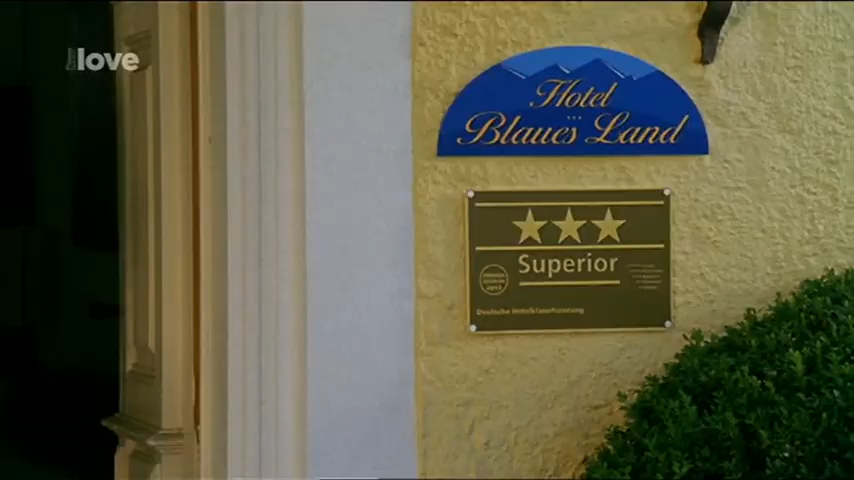 love
Hotel
Blaues Land
Superior
Deutsche Hotelklassifizierung